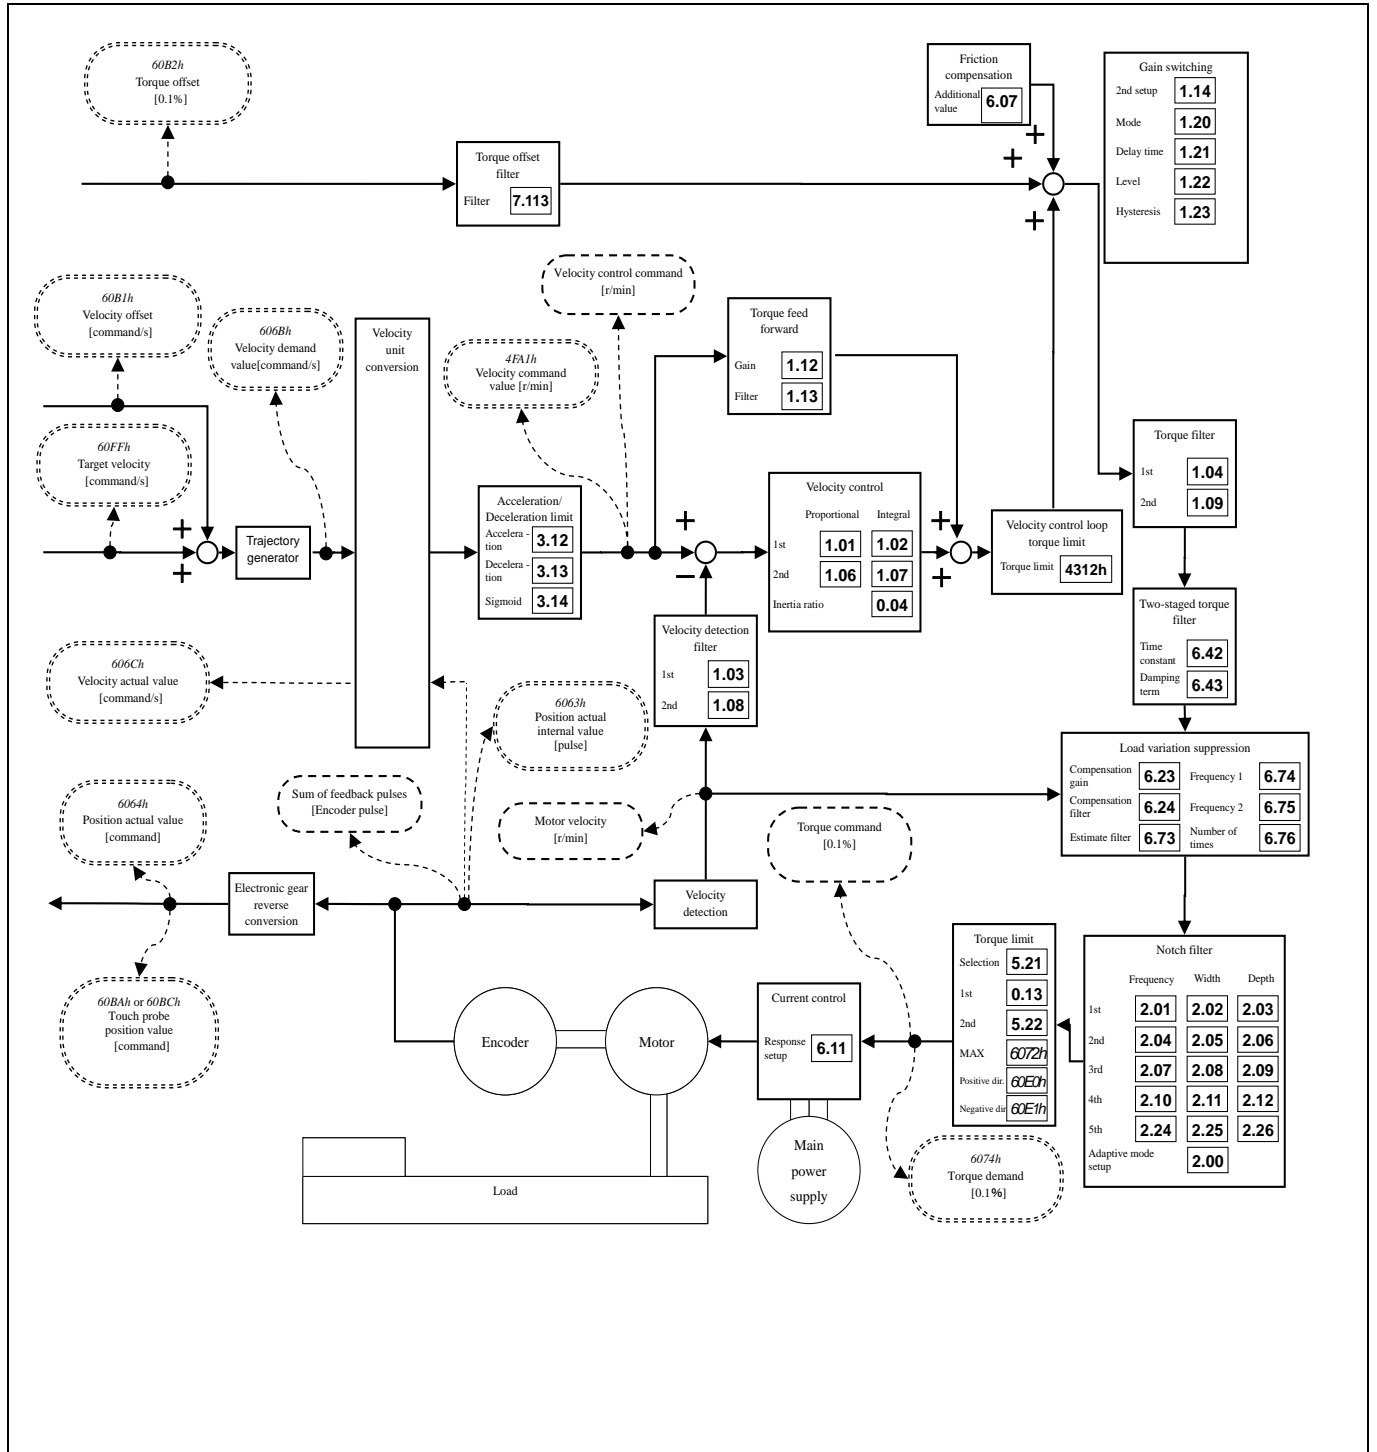 60B2h
Torque offset
[0.1%]
Friction
compensation
Additional
value
6.07
Gain switching
2nd setup
1.14
Mode
1.20
Delay time
1.21
Level
1.22
Hysteresis
1.23
Torque offset
filter
Filter
7.113
+
+
+
60B1h
Velocity offset
[command/s]
606Bh
Velocity demand
value[command/s]
Velocity
unit
conversion
Velocity control command
[r/min]
4FA1h
Velocity command
value [r/min]
Torque feed
forward
Gain
1.12
Filter
1.13
60FFh
Target velocity
[command/s]
+
+
Trajectory
generator
Acceleration/
Deceleration limit
Accelera -
tion
3.12
Decelera -
tion
3.13
Sigmoid
3.14
+
−
Velocity control
Proportional
Integral
1st
1.01
1.02
2nd
1.06
1.07
Inertia ratio
0.04
+
+
Velocity control loop
torque limit
Torque limit
4312h
Torque filter
1st
1.04
2nd
1.09
Two-staged torque
filter
Time
constant
6.42
Damping
term
6.43
Velocity detection
filter
1st
1.03
2nd
1.08
606Ch
Velocity actual value
[command/s]
6063h
Position actual
internal value
[pulse]
Load variation suppression
Compensation
gain
6.23
Frequency 1
6.74
Compensation
filter
6.24
Frequency 2
6.75
Estimate filter
6.73
Number of
times
6.76
6064h
Position actual value
[command]
Sum of feedback pulses
[Encoder pulse]
Motor velocity
[r/min]
Torque command
[0.1%]
Electronic gear
reverse
conversion
Velocity
detection
60BAh or 60BCh
Touch probe
position value
[command]
Encoder
Motor
Current control
Response
setup
6.11
Torque limit
Selection
5.21
1st
0.13
2nd
5.22
MAX
6072h
Positive dir.
60E0h
Negative dir
60E1h
Notch filter
Frequency
Width
Depth
1st
2.01
2.02
2.03
2nd
2.04
2.05
2.06
3rd
2.07
2.08
2.09
4th
2.10
2.11
2.12
5th
2.24
2.25
2.26
Adaptive mode
setup
2.00
Main
power
supply
6074h
Torque demand
[0.1%]
Load